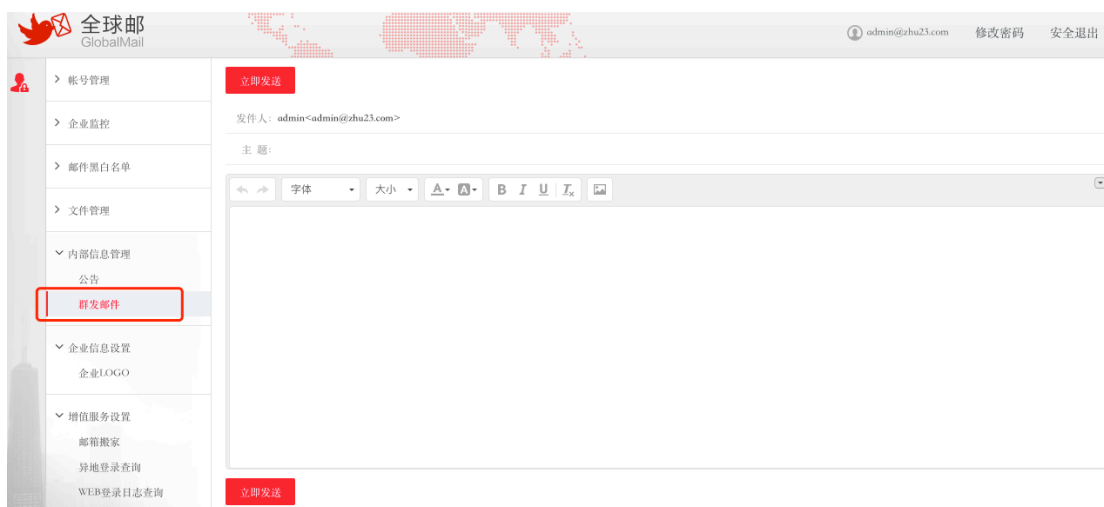 全球邮
GlobalMail
admin@zhu23.com 修改密码 安全退出
帐号管理
企业监控
邮件黑白名单
文件管理
内部信息管理
公告
群发邮件
企业信息设置
企业LOGO
增值服务设置
邮箱搬家
异地登录查询
WEB登录日志查询
立即发送
发件人: admin<admin@zhu23.com>
主 题:
字体 大小 A A B I U Ix
立即发送